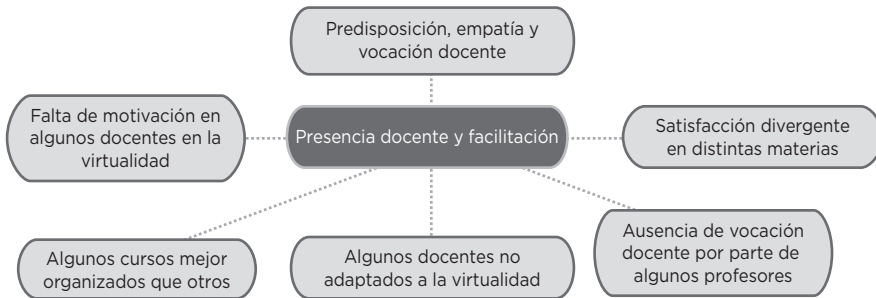 Predisposición, empatía y
vocación docente
Falta de motivación en
algunos docentes en la
virtualidad
Presencia docente y facilitación
Satisfacción divergente
en distintas materias
Algunos cursos mejor
organizados que otros
Algunos docentes no
adaptados a la virtualidad
Ausencia de vocación
docente por parte de
algunos profesores